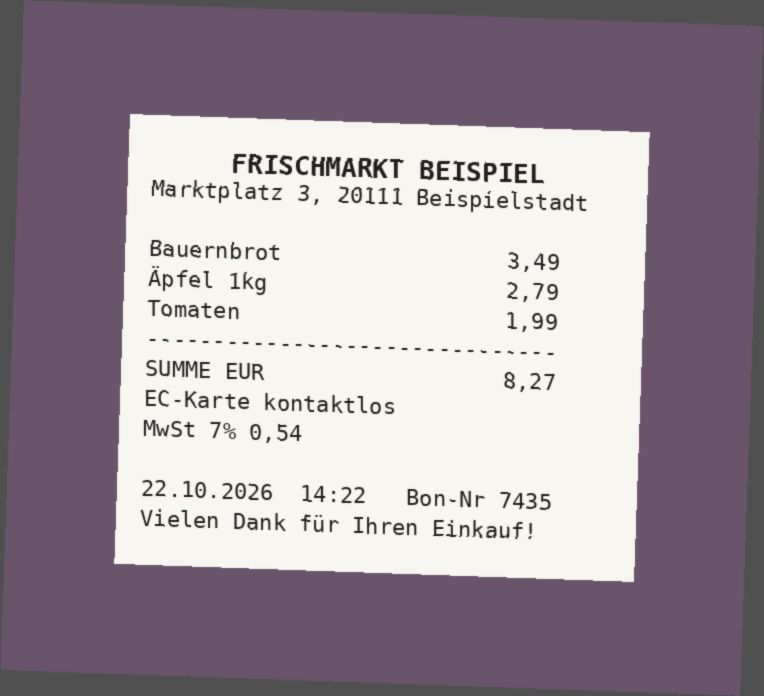 FRISCHMARKT BEISPIEL
Marktplatz 3, 20111 Beispielstadt
Bauernbrot 3,49
Äpfel 1kg 2,79
Tomaten 1,99
-------------------------------
SUMME EUR 8,27
EC-Karte kontaktlos
MwSt 7% 0,54
22.10.2026 14:22 Bon-Nr 7435
Vielen Dank für Ihren Einkauf!